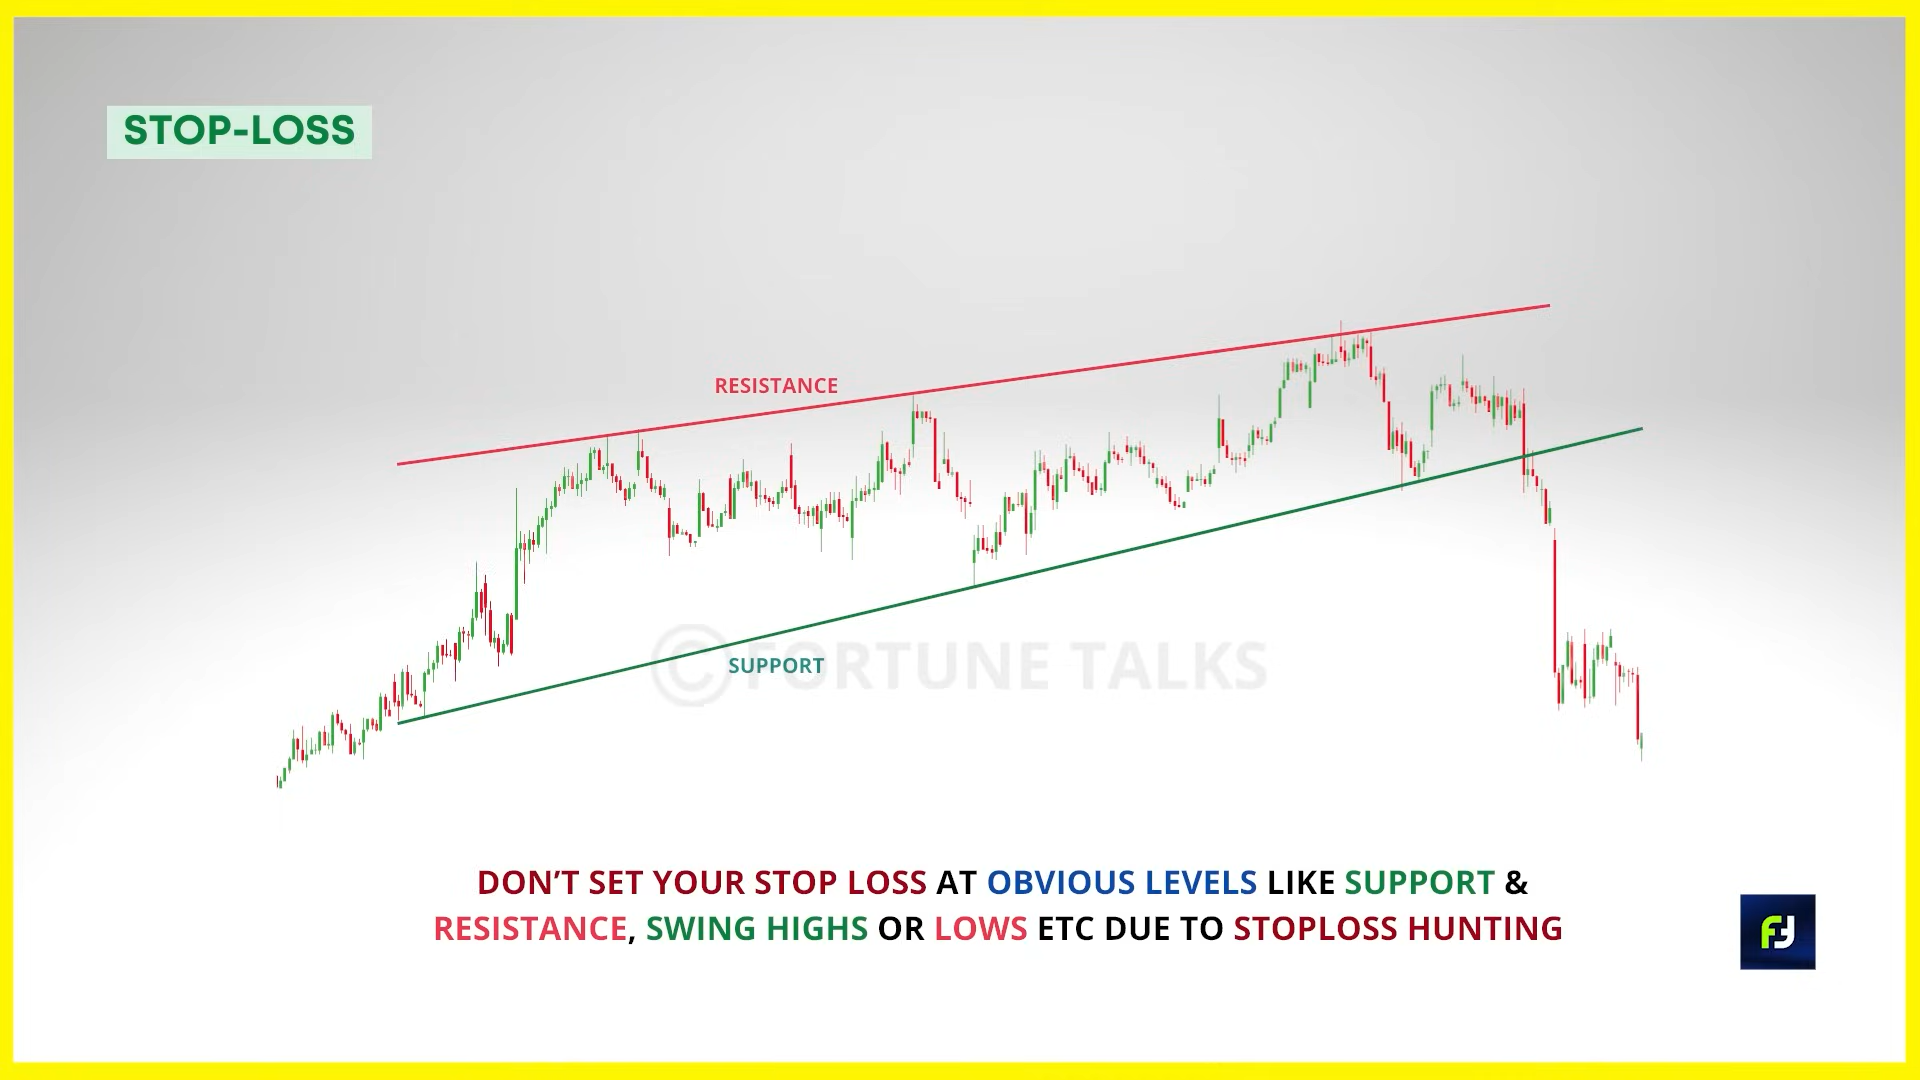 STOP-LOSS
RESISTANCE
SUPPORT
©FORTUNE TALKS
DON’T SET YOUR STOP LOSS AT OBVIOUS LEVELS LIKE SUPPORT &
RESISTANCE, SWING HIGHS OR LOWS ETC DUE TO STOPLOSS HUNTING